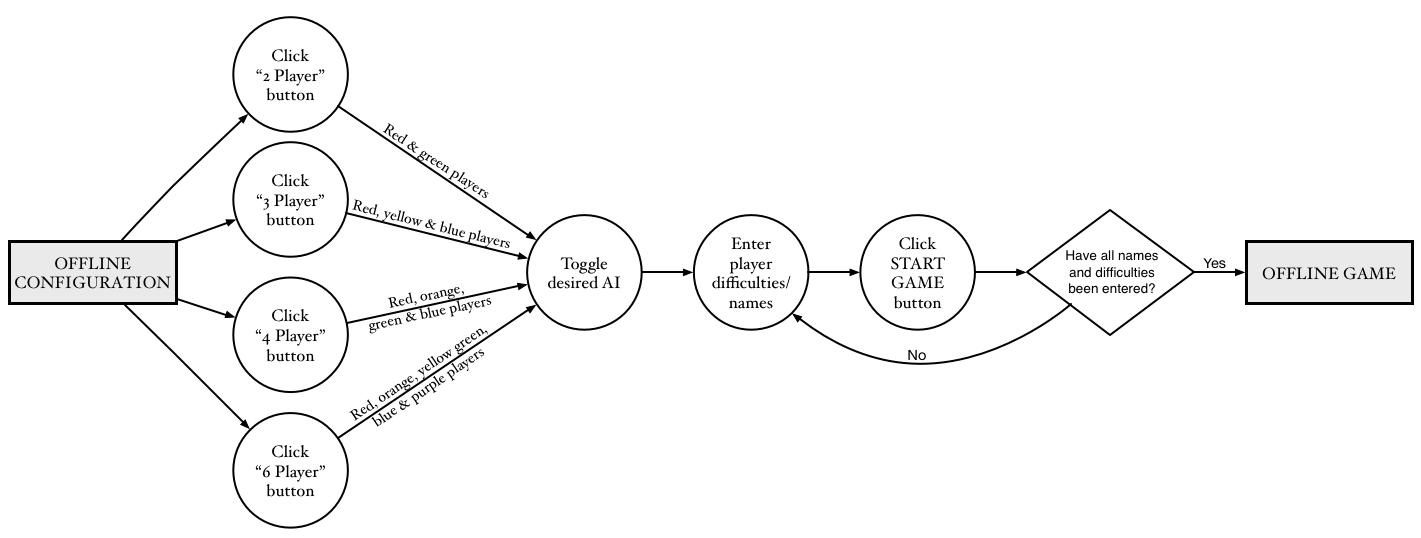 Click
“2 Player”
button
Red & green players
Click
“3 Player”
button
Red, yellow & blue players
OFFLINE
CONFIGURATION
Click
“4 Player”
button
Red, orange,
green & blue players
Click
“6 Player”
button
Red, orange, yellow green,
blue & purple players
Toggle
desired AI
Enter
player
difficulties/
names
Click
START
GAME
button
Have all names
and difficulties
been entered?
Yes
No
OFFLINE GAME